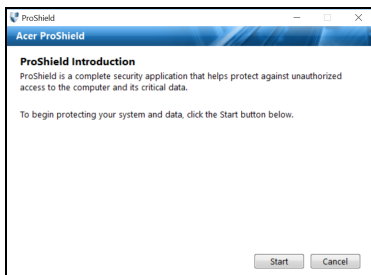 ProShield
Acer ProShield
ProShield Introduction
ProShield is a complete security application that helps protect against unauthorized
access to the computer and its critical data.
To begin protecting your system and data, click the Start button below.
Start Cancel